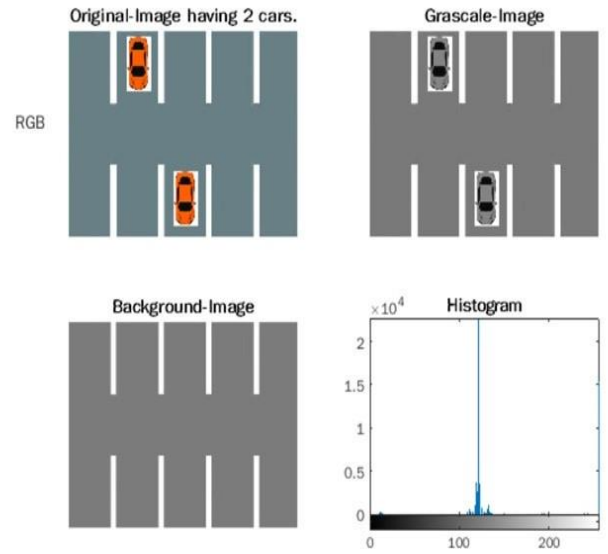 Original-Image having 2 cars.
Grascale-Image
RGB
Background-Image
Histogram
×10⁴
2
1.5
1
0.5
0
0
100
200